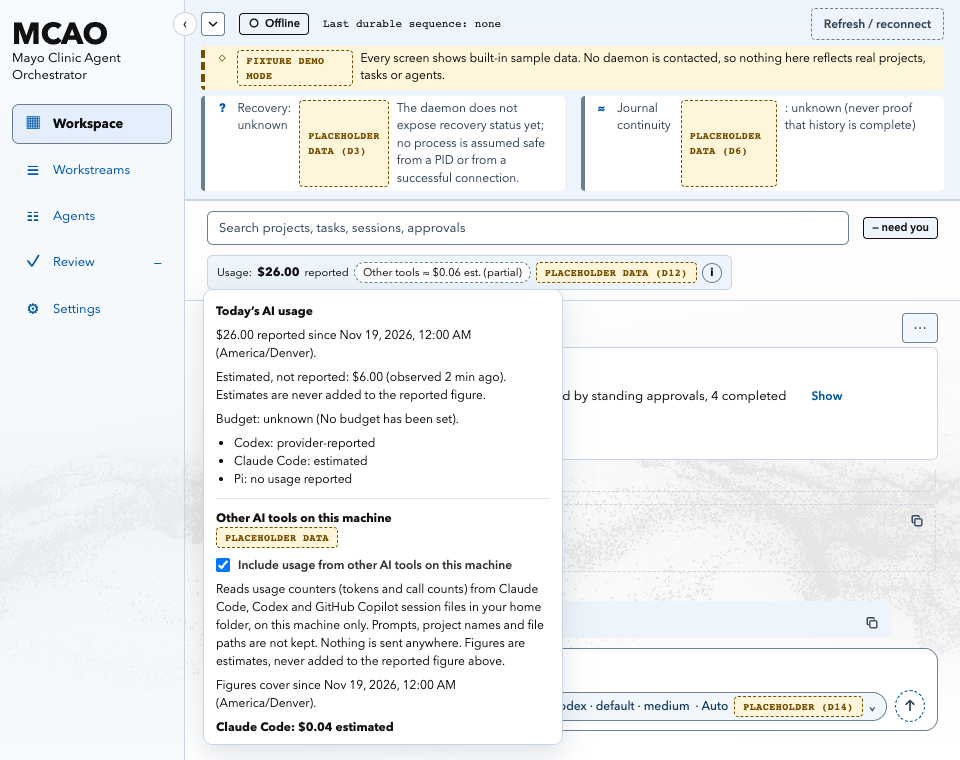 MCAO
Mayo Clinic Agent
Orchestrator
Workspace
Workstreams
Agents
Review –
Settings
Offline
Last durable sequence: none
Refresh / reconnect
FIXTURE DEMO
MODE
Every screen shows built-in sample data. No daemon is contacted, so nothing here reflects real projects,
tasks or agents.
? Recovery:
unknown
PLACEHOLDER
DATA (D3)
The daemon does not
expose recovery status yet;
no process is assumed safe
from a PID or from a
successful connection.
≈ Journal
continuity
PLACEHOLDER
DATA (D6)
: unknown (never proof
that history is complete)
Search projects, tasks, sessions, approvals
– need you
Usage: $26.00 reported Other tools ≈ $0.06 est. (partial) PLACEHOLDER DATA (D12) i
Today's AI usage
$26.00 reported since Nov 19, 2026, 12:00 AM
(America/Denver).
Estimated, not reported: $6.00 (observed 2 min ago).
Estimates are never added to the reported figure.
Budget: unknown (No budget has been set).
• Codex: provider-reported
• Claude Code: estimated
• Pi: no usage reported
Other AI tools on this machine
PLACEHOLDER DATA
Include usage from other AI tools on this machine
Reads usage counters (tokens and call counts) from Claude
Code, Codex and GitHub Copilot session files in your home
folder, on this machine only. Prompts, project names and file
paths are not kept. Nothing is sent anywhere. Figures are
estimates, never added to the reported figure above.
Figures cover since Nov 19, 2026, 12:00 AM
(America/Denver).
Claude Code: $0.04 estimated
...
by standing approvals, 4 completed Show
· default · medium · Auto PLACEHOLDER (D14)